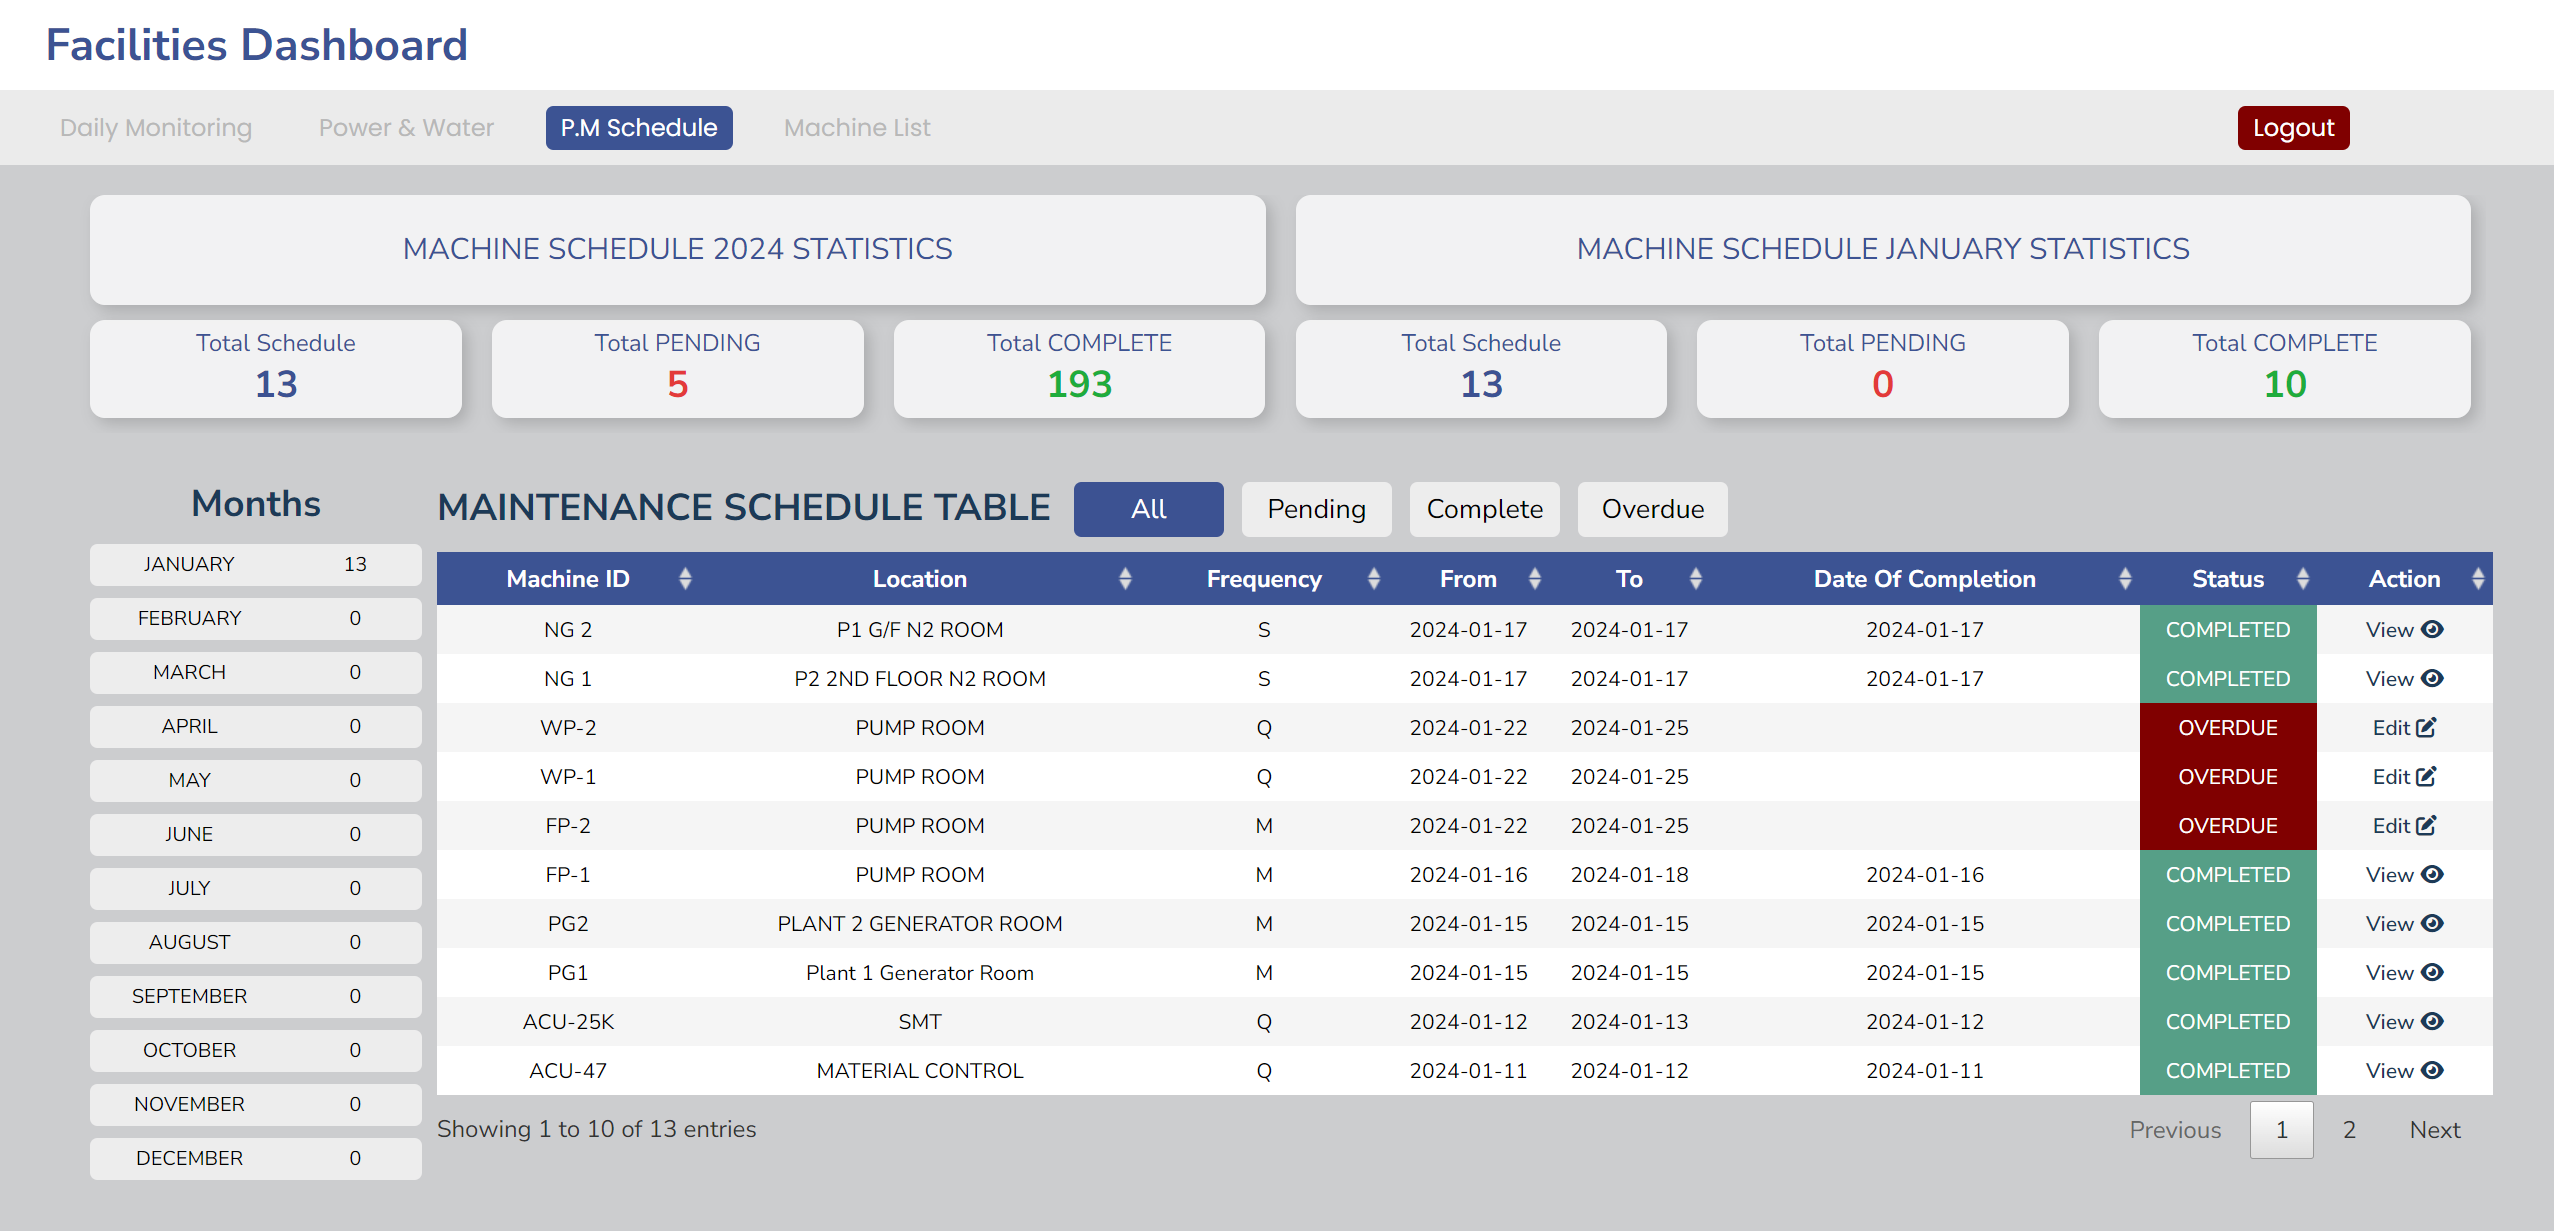 Facilities Dashboard
Daily Monitoring Power & Water P.M Schedule Machine List Logout
MACHINE SCHEDULE 2024 STATISTICS MACHINE SCHEDULE JANUARY STATISTICS
Total Schedule Total PENDING Total COMPLETE Total Schedule Total PENDING Total COMPLETE
13 5 193 13 0 10
Months
JANUARY 13
FEBRUARY 0
MARCH 0
APRIL 0
MAY 0
JUNE 0
JULY 0
AUGUST 0
SEPTEMBER 0
OCTOBER 0
NOVEMBER 0
DECEMBER 0
MAINTENANCE SCHEDULE TABLE All Pending Complete Overdue
Machine ID Location Frequency From To Date Of Completion Status Action
NG 2 P1 G/F N2 ROOM S 2024-01-17 2024-01-17 2024-01-17 COMPLETED View
NG 1 P2 2ND FLOOR N2 ROOM S 2024-01-17 2024-01-17 2024-01-17 COMPLETED View
WP-2 PUMP ROOM Q 2024-01-22 2024-01-25 OVERDUE Edit
WP-1 PUMP ROOM Q 2024-01-22 2024-01-25 OVERDUE Edit
FP-2 PUMP ROOM M 2024-01-22 2024-01-25 OVERDUE Edit
FP-1 PUMP ROOM M 2024-01-16 2024-01-18 2024-01-16 COMPLETED View
PG2 PLANT 2 GENERATOR ROOM M 2024-01-15 2024-01-15 2024-01-15 COMPLETED View
PG1 Plant 1 Generator Room M 2024-01-15 2024-01-15 2024-01-15 COMPLETED View
ACU-25K SMT Q 2024-01-12 2024-01-13 2024-01-12 COMPLETED View
ACU-47 MATERIAL CONTROL Q 2024-01-11 2024-01-12 2024-01-11 COMPLETED View
Showing 1 to 10 of 13 entries Previous 1 2 Next